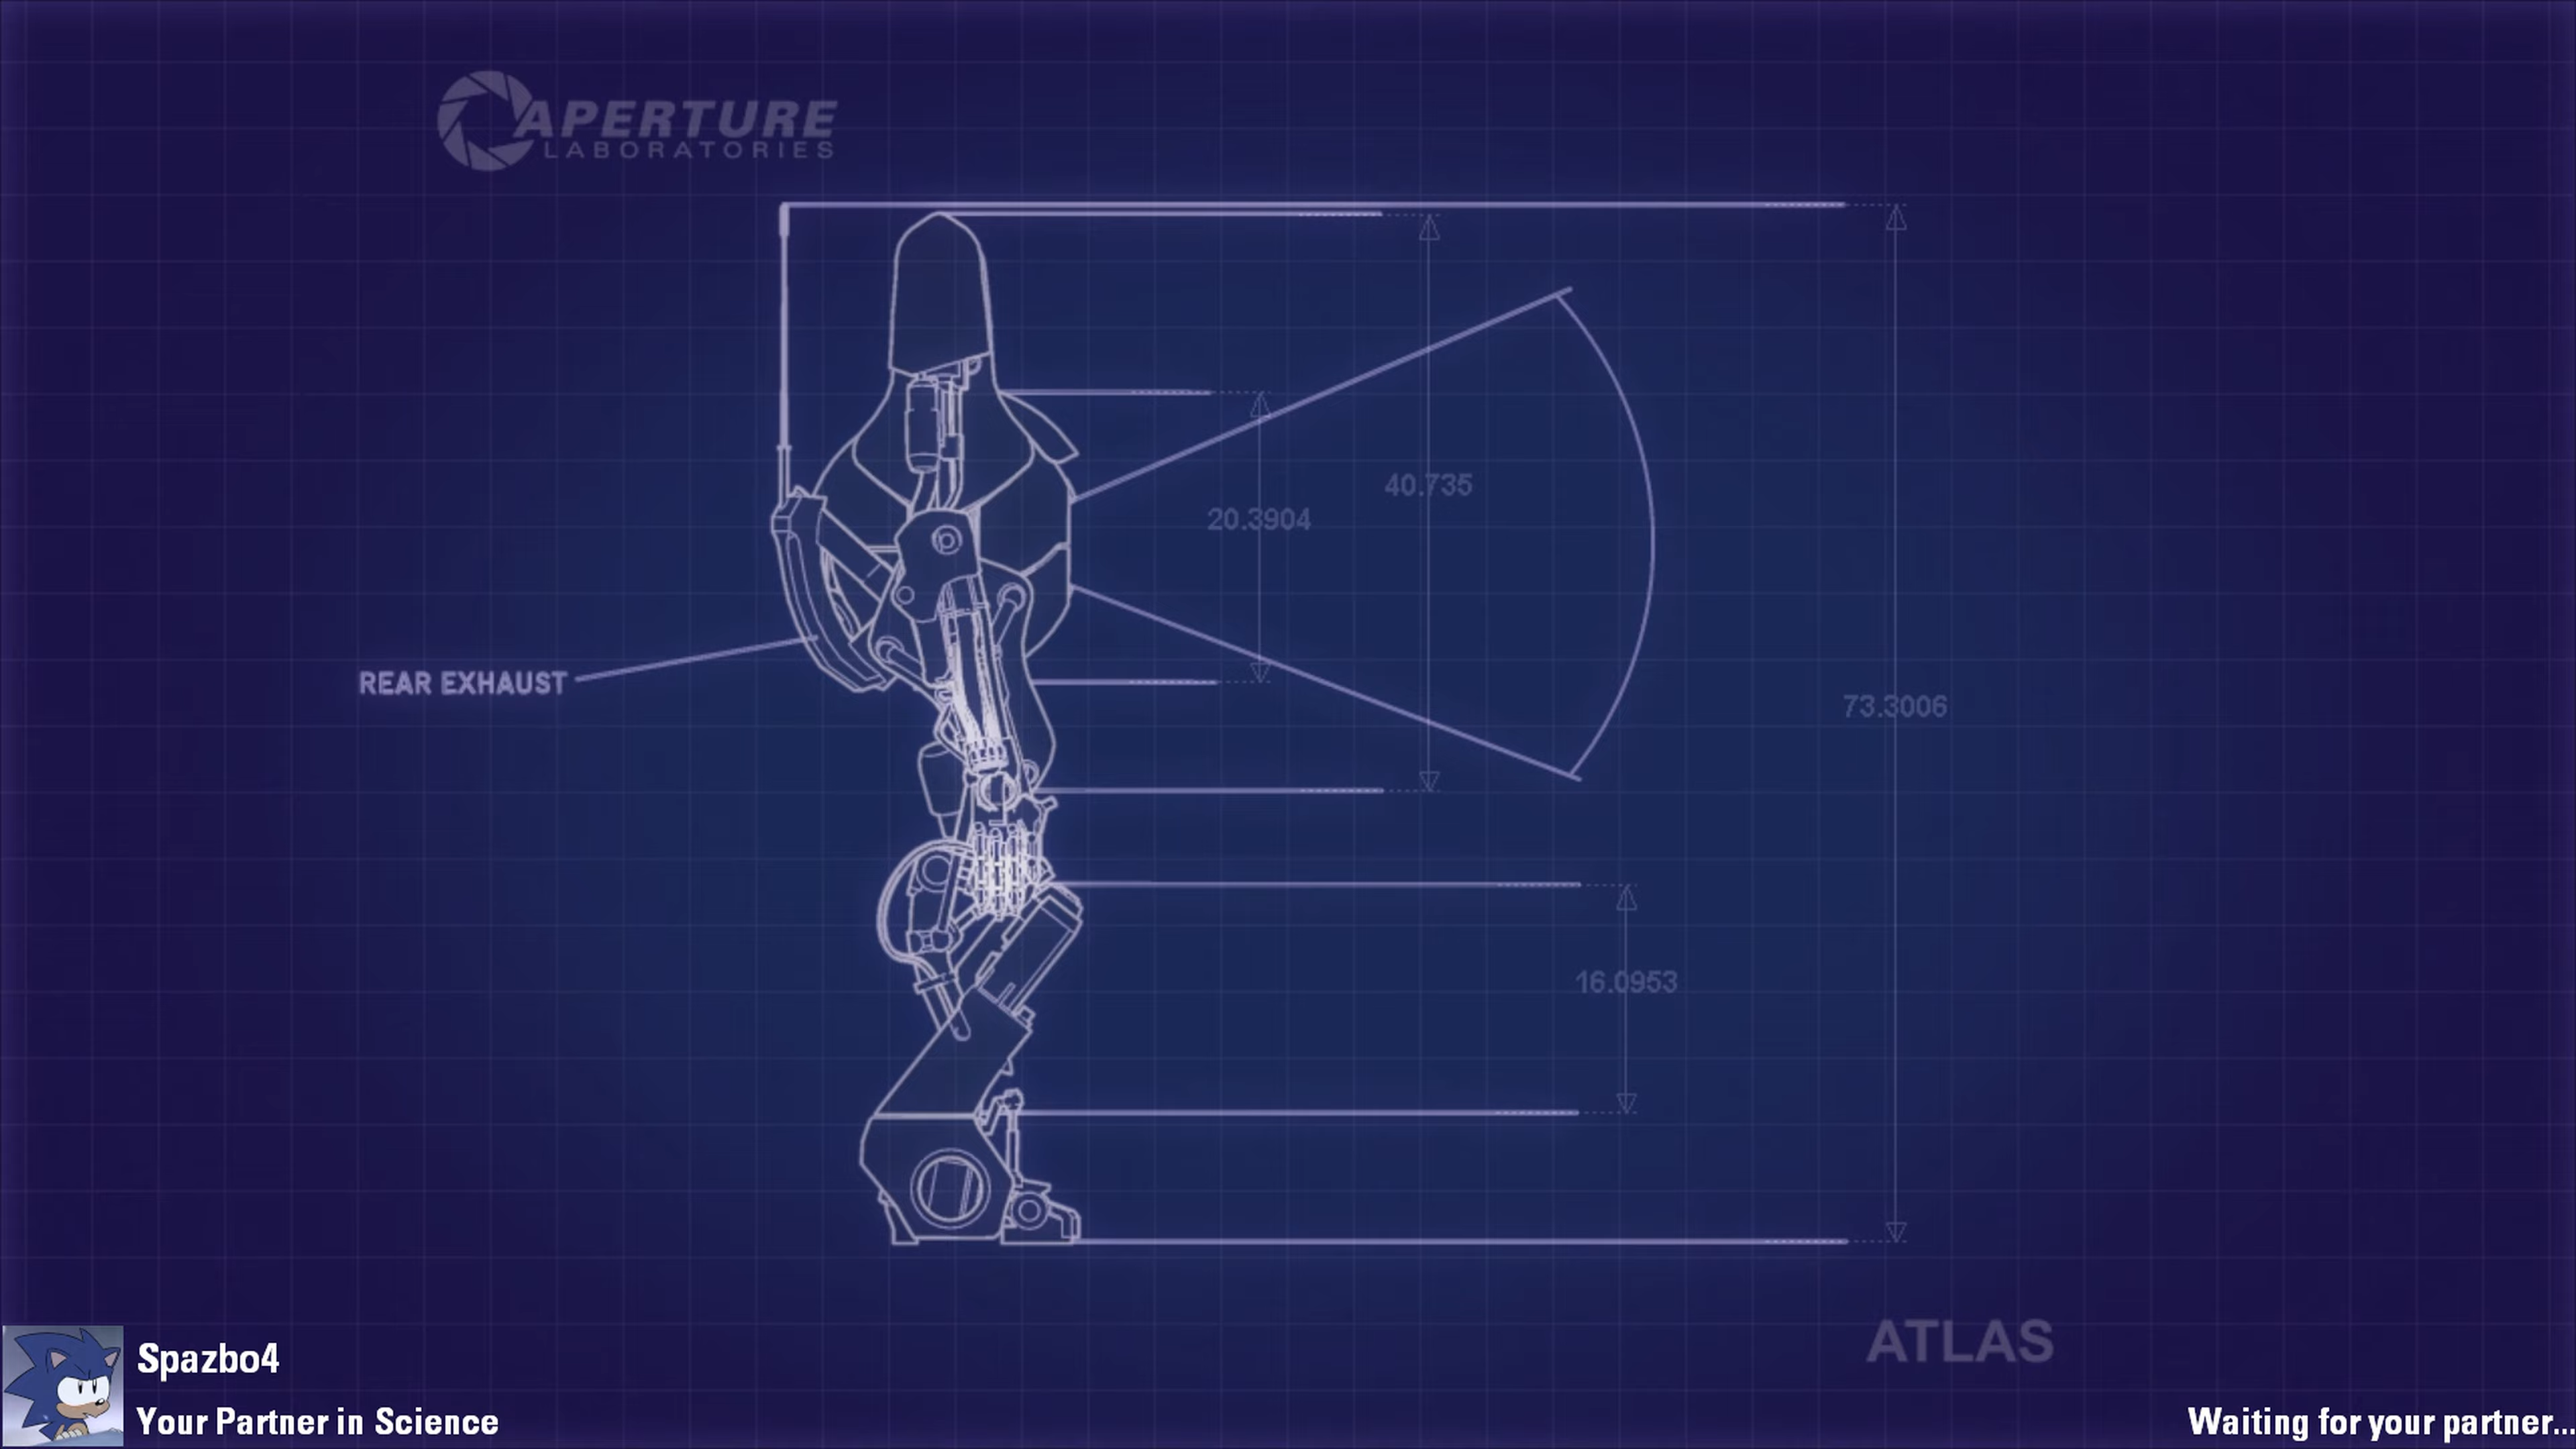 APERTURE
LABORATORIES
40.735
20.3904
REAR EXHAUST
73.3006
16.0953
ATLAS
Spazbo4
Your Partner in Science
Waiting for your partner...